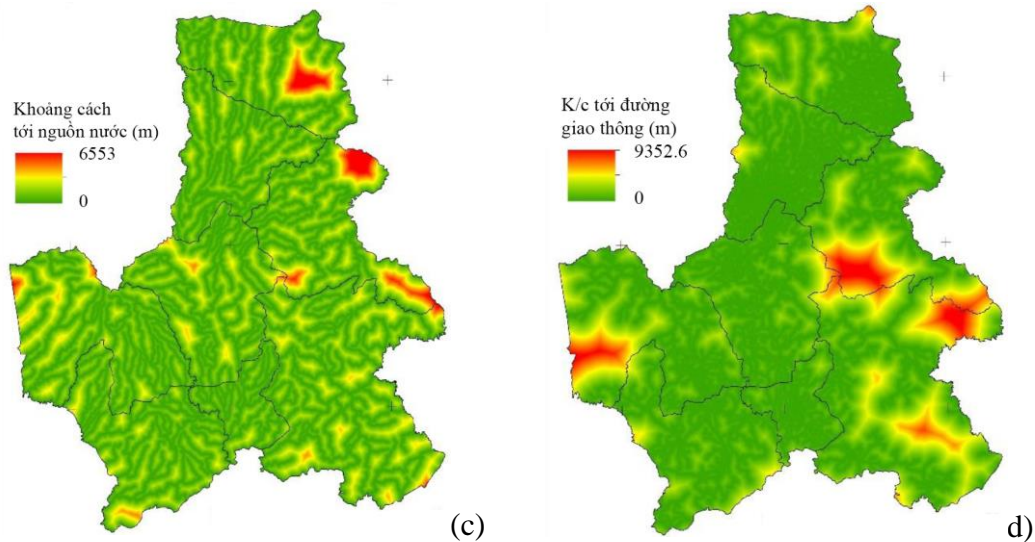 Khoảng cách
tới nguồn nước (m)
6553
0
(c)
K/c tới đường
giao thông (m)
9352.6
0
d)